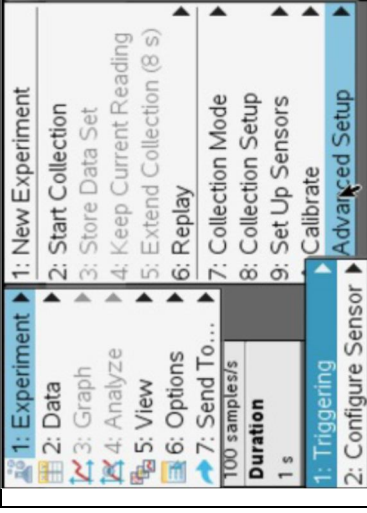 1: Experiment
2: Data
3: Graph
4: Analyze
5: View
6: Options
7: Send To...
100 samples/s
Duration
1 s
1: New Experiment
2: Start Collection
3: Store Data Set
4: Keep Current Reading
5: Extend Collection (8 s)
6: Replay
7: Collection Mode
8: Collection Setup
9: Set Up Sensors
Calibrate
Advanced Setup
1: Triggering
2: Configure Sensor